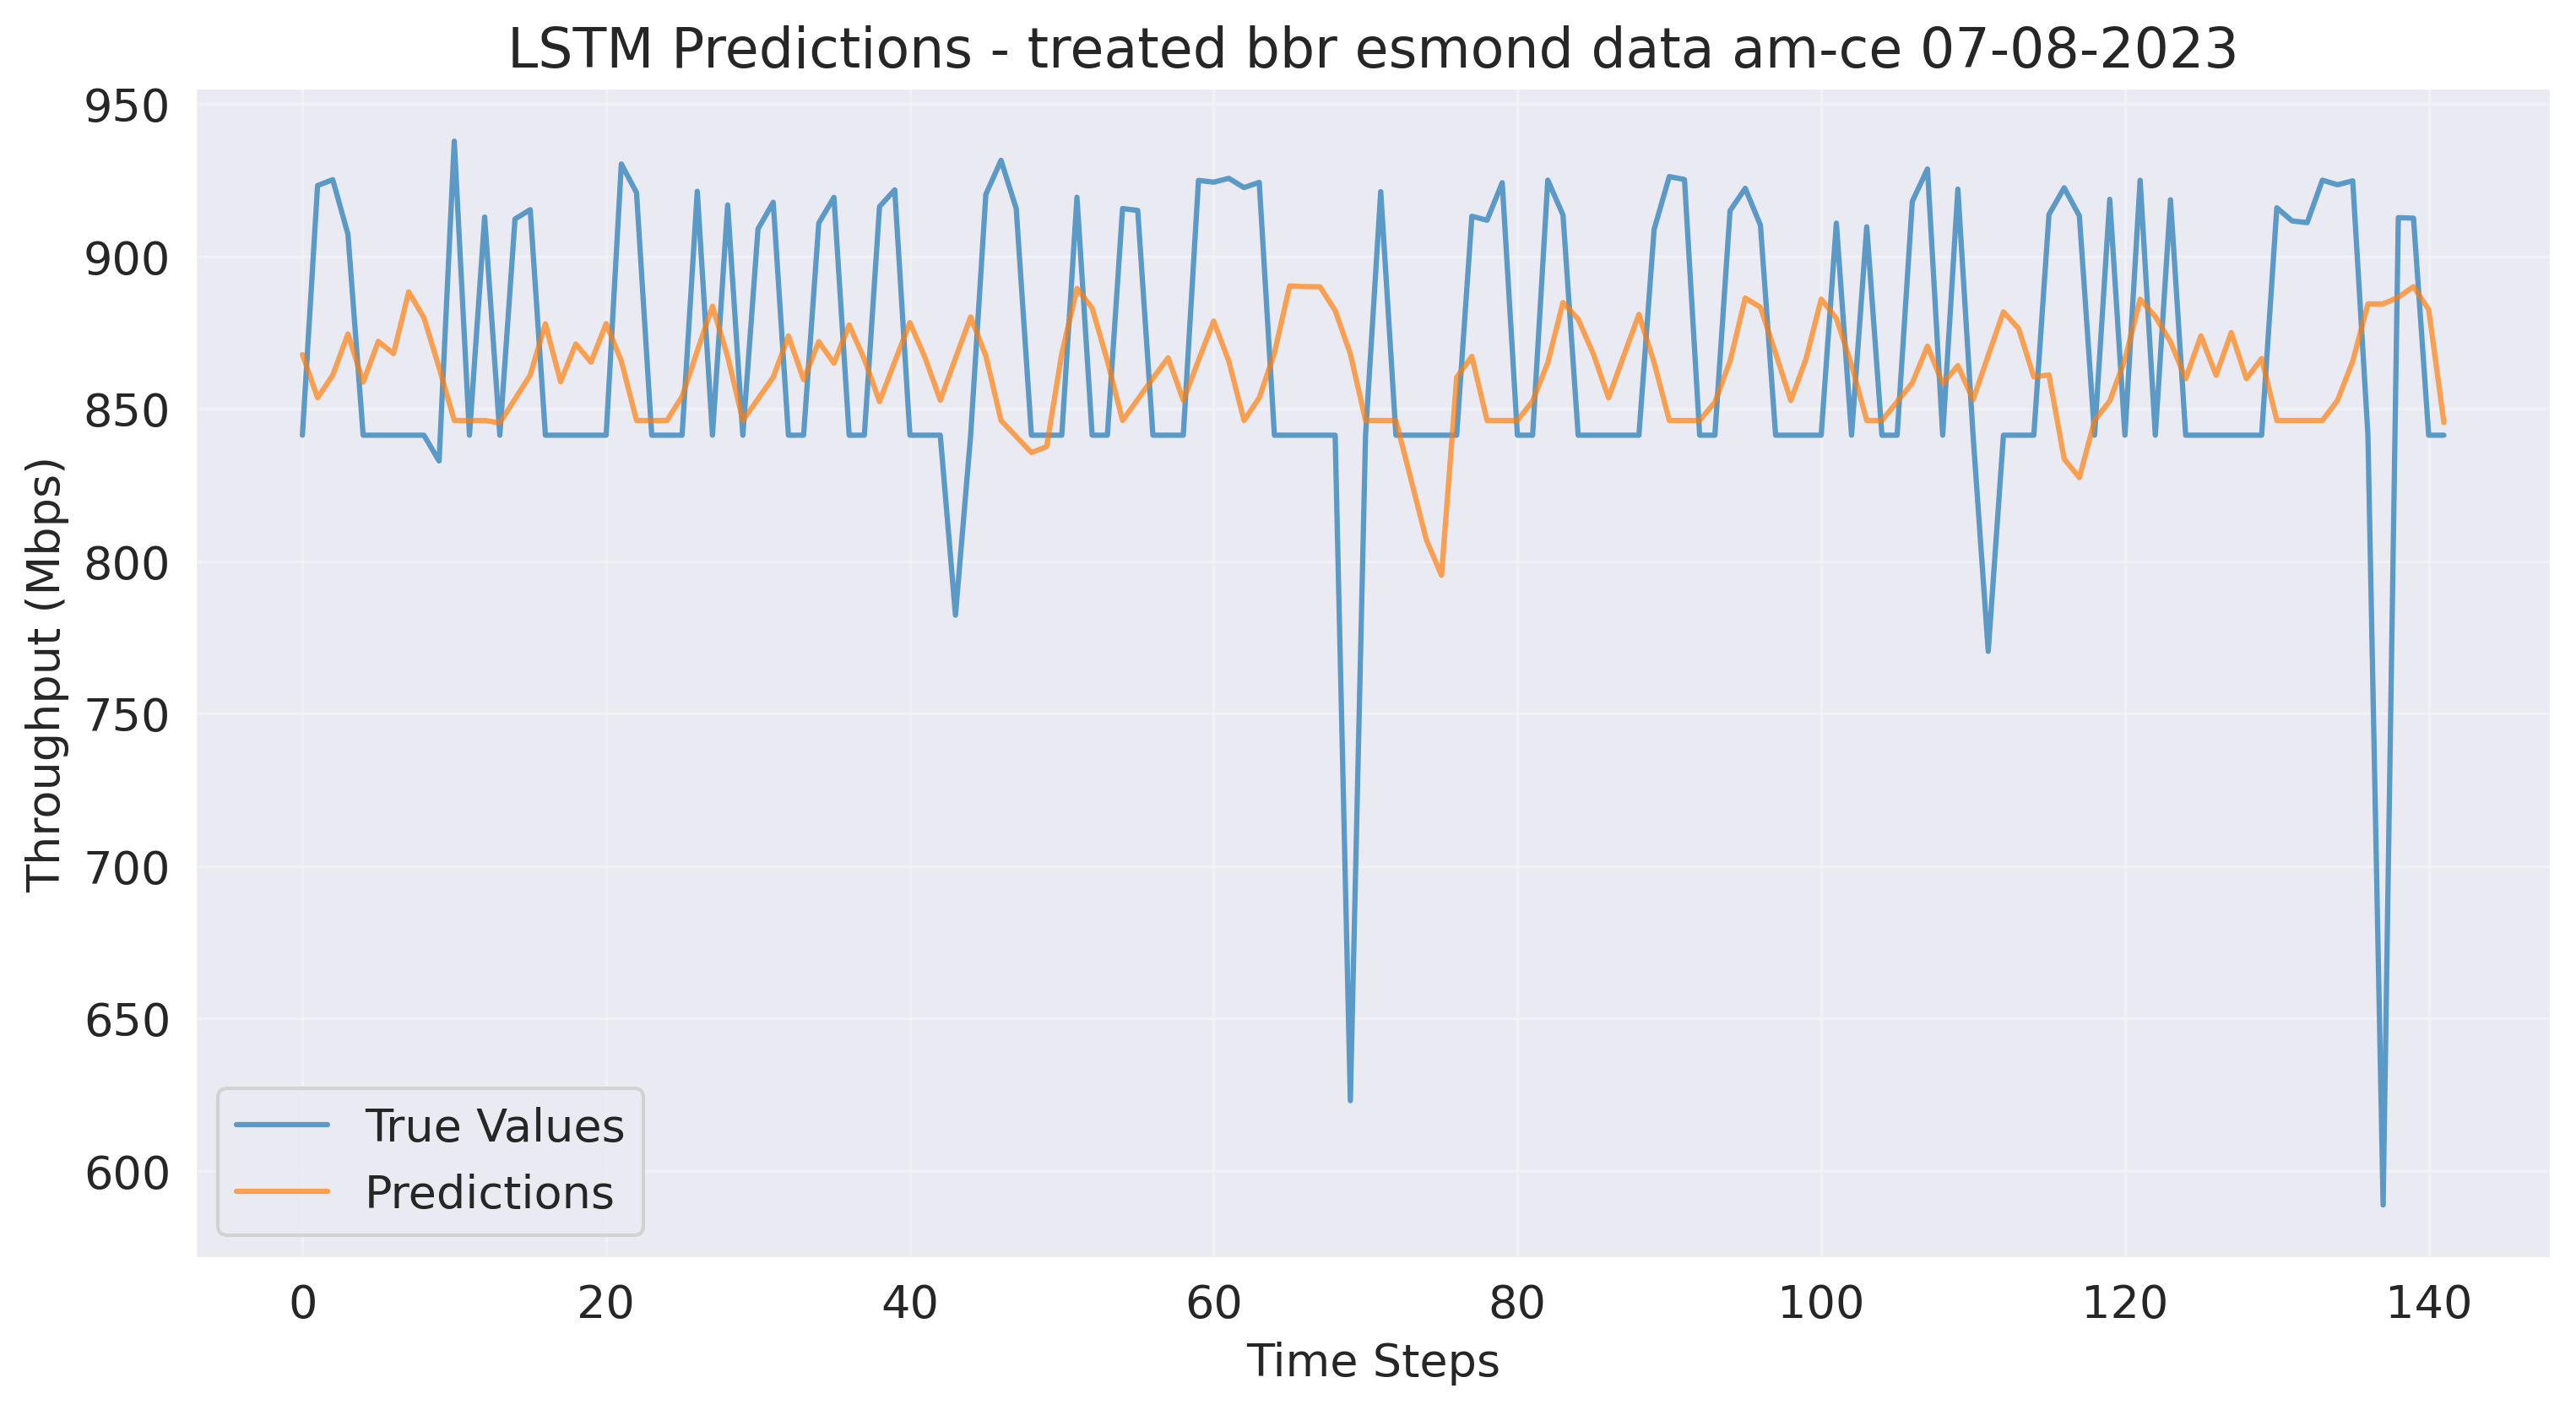 LSTM Predictions - treated bbr esmond data am-ce 07-08-2023
950
900
850
800
750
700
650
600
Throughput (Mbps)
True Values
Predictions
0 20 40 60 80 100 120 140
Time Steps